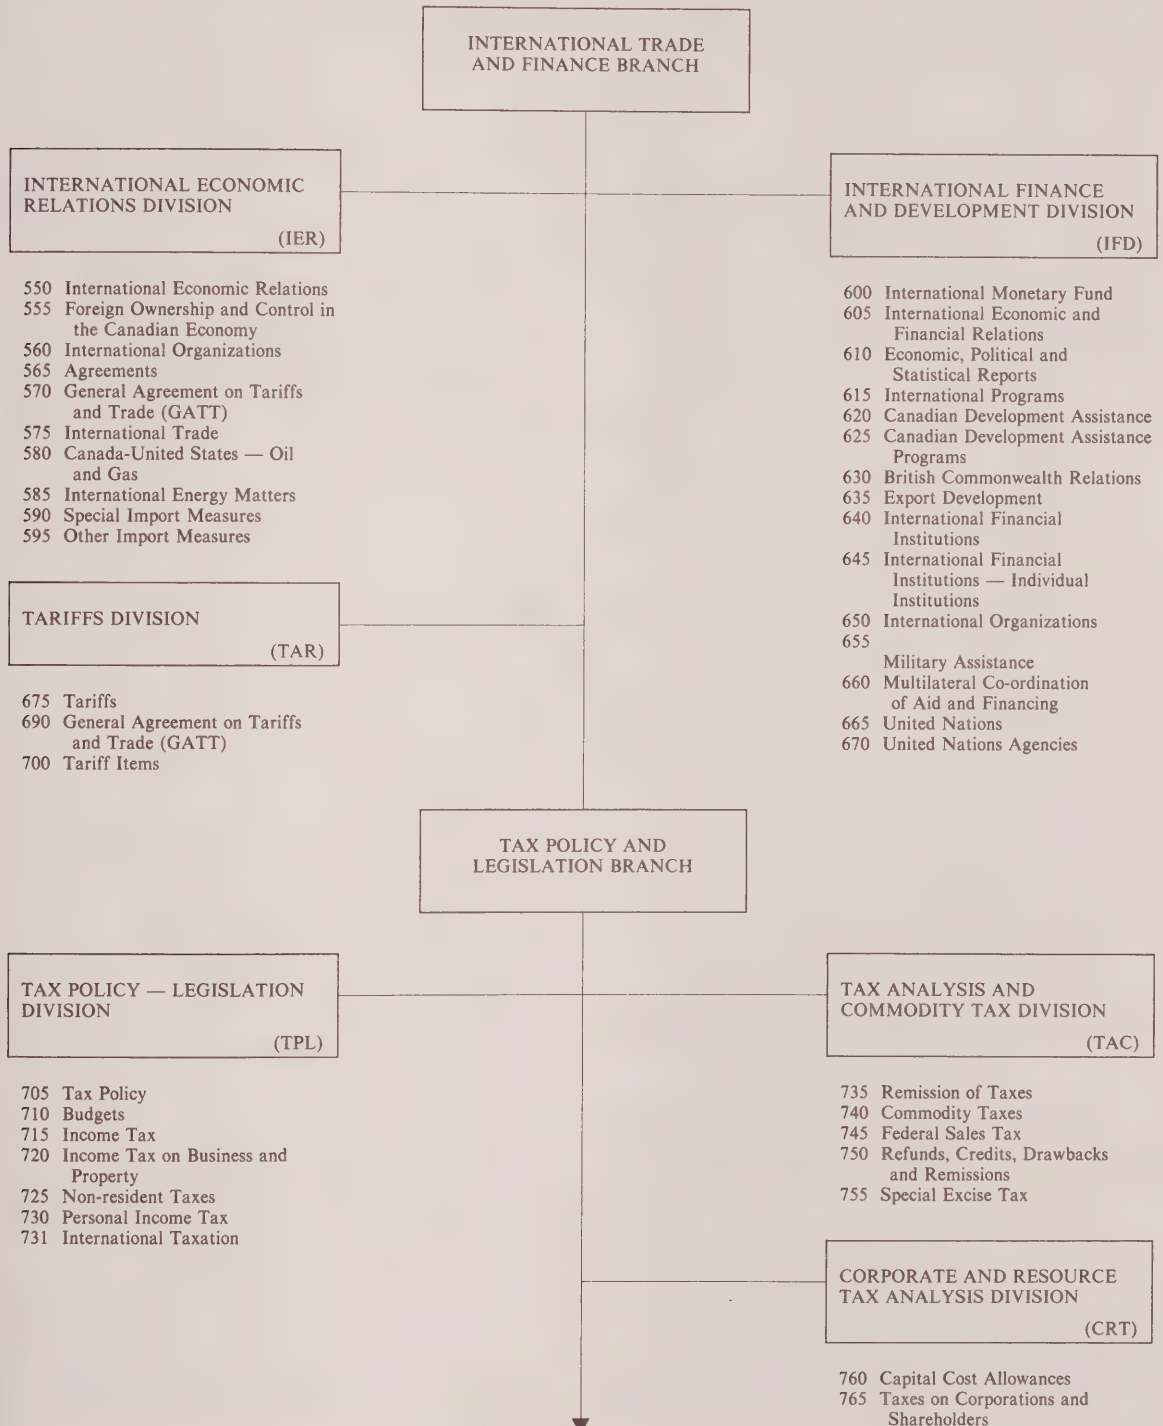 INTERNATIONAL TRADE
AND FINANCE BRANCH
INTERNATIONAL ECONOMIC
RELATIONS DIVISION
(IER)
550 International Economic Relations
555 Foreign Ownership and Control in
the Canadian Economy
560 International Organizations
565 Agreements
570 General Agreement on Tariffs
and Trade (GATT)
575 International Trade
580 Canada-United States — Oil
and Gas
585 International Energy Matters
590 Special Import Measures
595 Other Import Measures
INTERNATIONAL FINANCE
AND DEVELOPMENT DIVISION
(IFD)
600 International Monetary Fund
605 International Economic and
Financial Relations
610 Economic, Political and
Statistical Reports
615 International Programs
620 Canadian Development Assistance
625 Canadian Development Assistance
Programs
630 British Commonwealth Relations
635 Export Development
640 International Financial
Institutions
645 International Financial
Institutions — Individual
Institutions
650 International Organizations
655
Military Assistance
660 Multilateral Co-ordination
of Aid and Financing
665 United Nations
670 United Nations Agencies
TARIFFS DIVISION
(TAR)
675 Tariffs
690 General Agreement on Tariffs
and Trade (GATT)
700 Tariff Items
TAX POLICY AND
LEGISLATION BRANCH
TAX POLICY — LEGISLATION
DIVISION
(TPL)
705 Tax Policy
710 Budgets
715 Income Tax
720 Income Tax on Business and
Property
725 Non-resident Taxes
730 Personal Income Tax
731 International Taxation
TAX ANALYSIS AND
COMMODITY TAX DIVISION
(TAC)
735 Remission of Taxes
740 Commodity Taxes
745 Federal Sales Tax
750 Refunds, Credits, Drawbacks
and Remissions
755 Special Excise Tax
CORPORATE AND RESOURCE
TAX ANALYSIS DIVISION
(CRT)
760 Capital Cost Allowances
765 Taxes on Corporations and
Shareholders